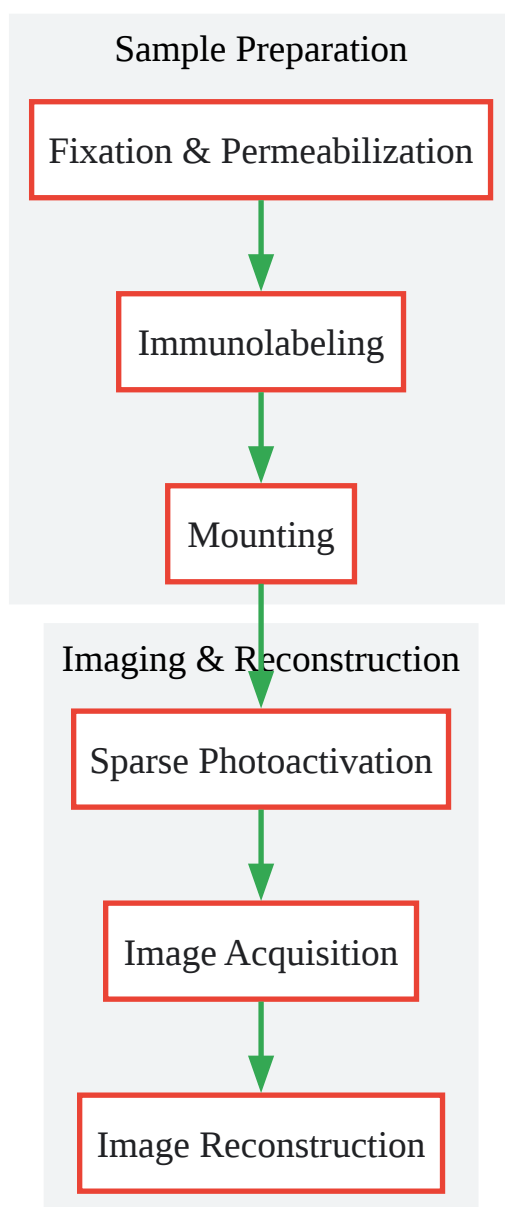 Sample Preparation
Fixation & Permeabilization
Immunolabeling
Mounting
Imaging & Reconstruction
Sparse Photoactivation
Image Acquisition
Image Reconstruction